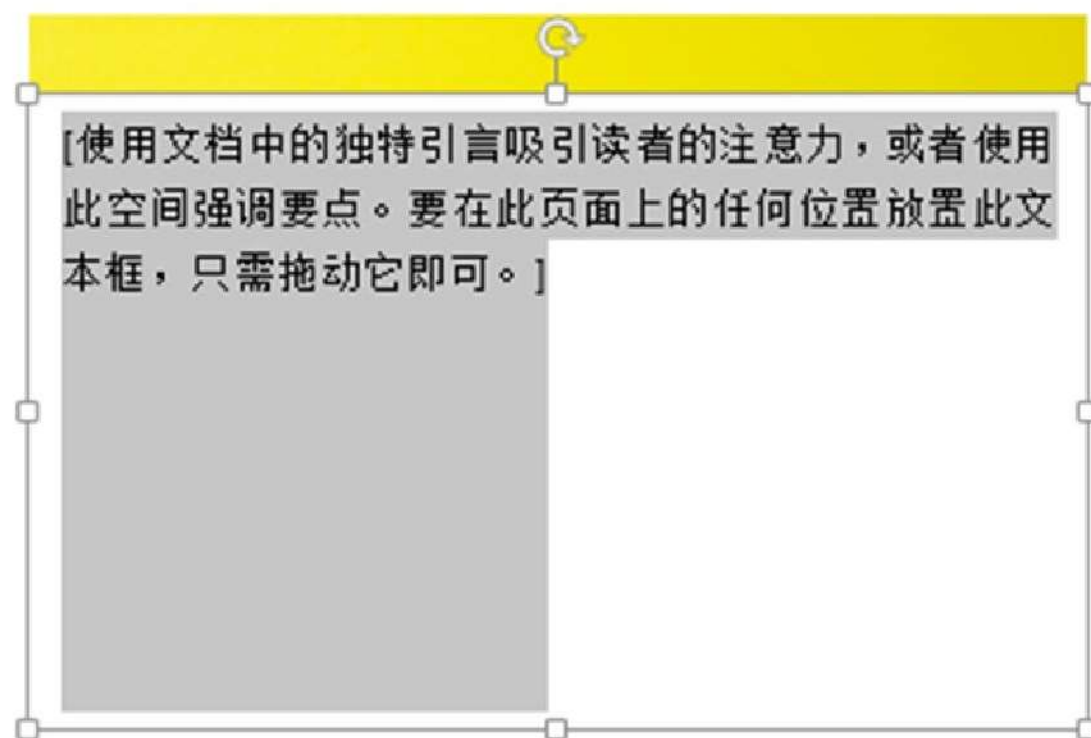 [使用文档中的独特引言吸引读者的注意力，或者使用
此空间强调要点。要在此页面上的任何位置放置此文
本框，只需拖动它即可。]